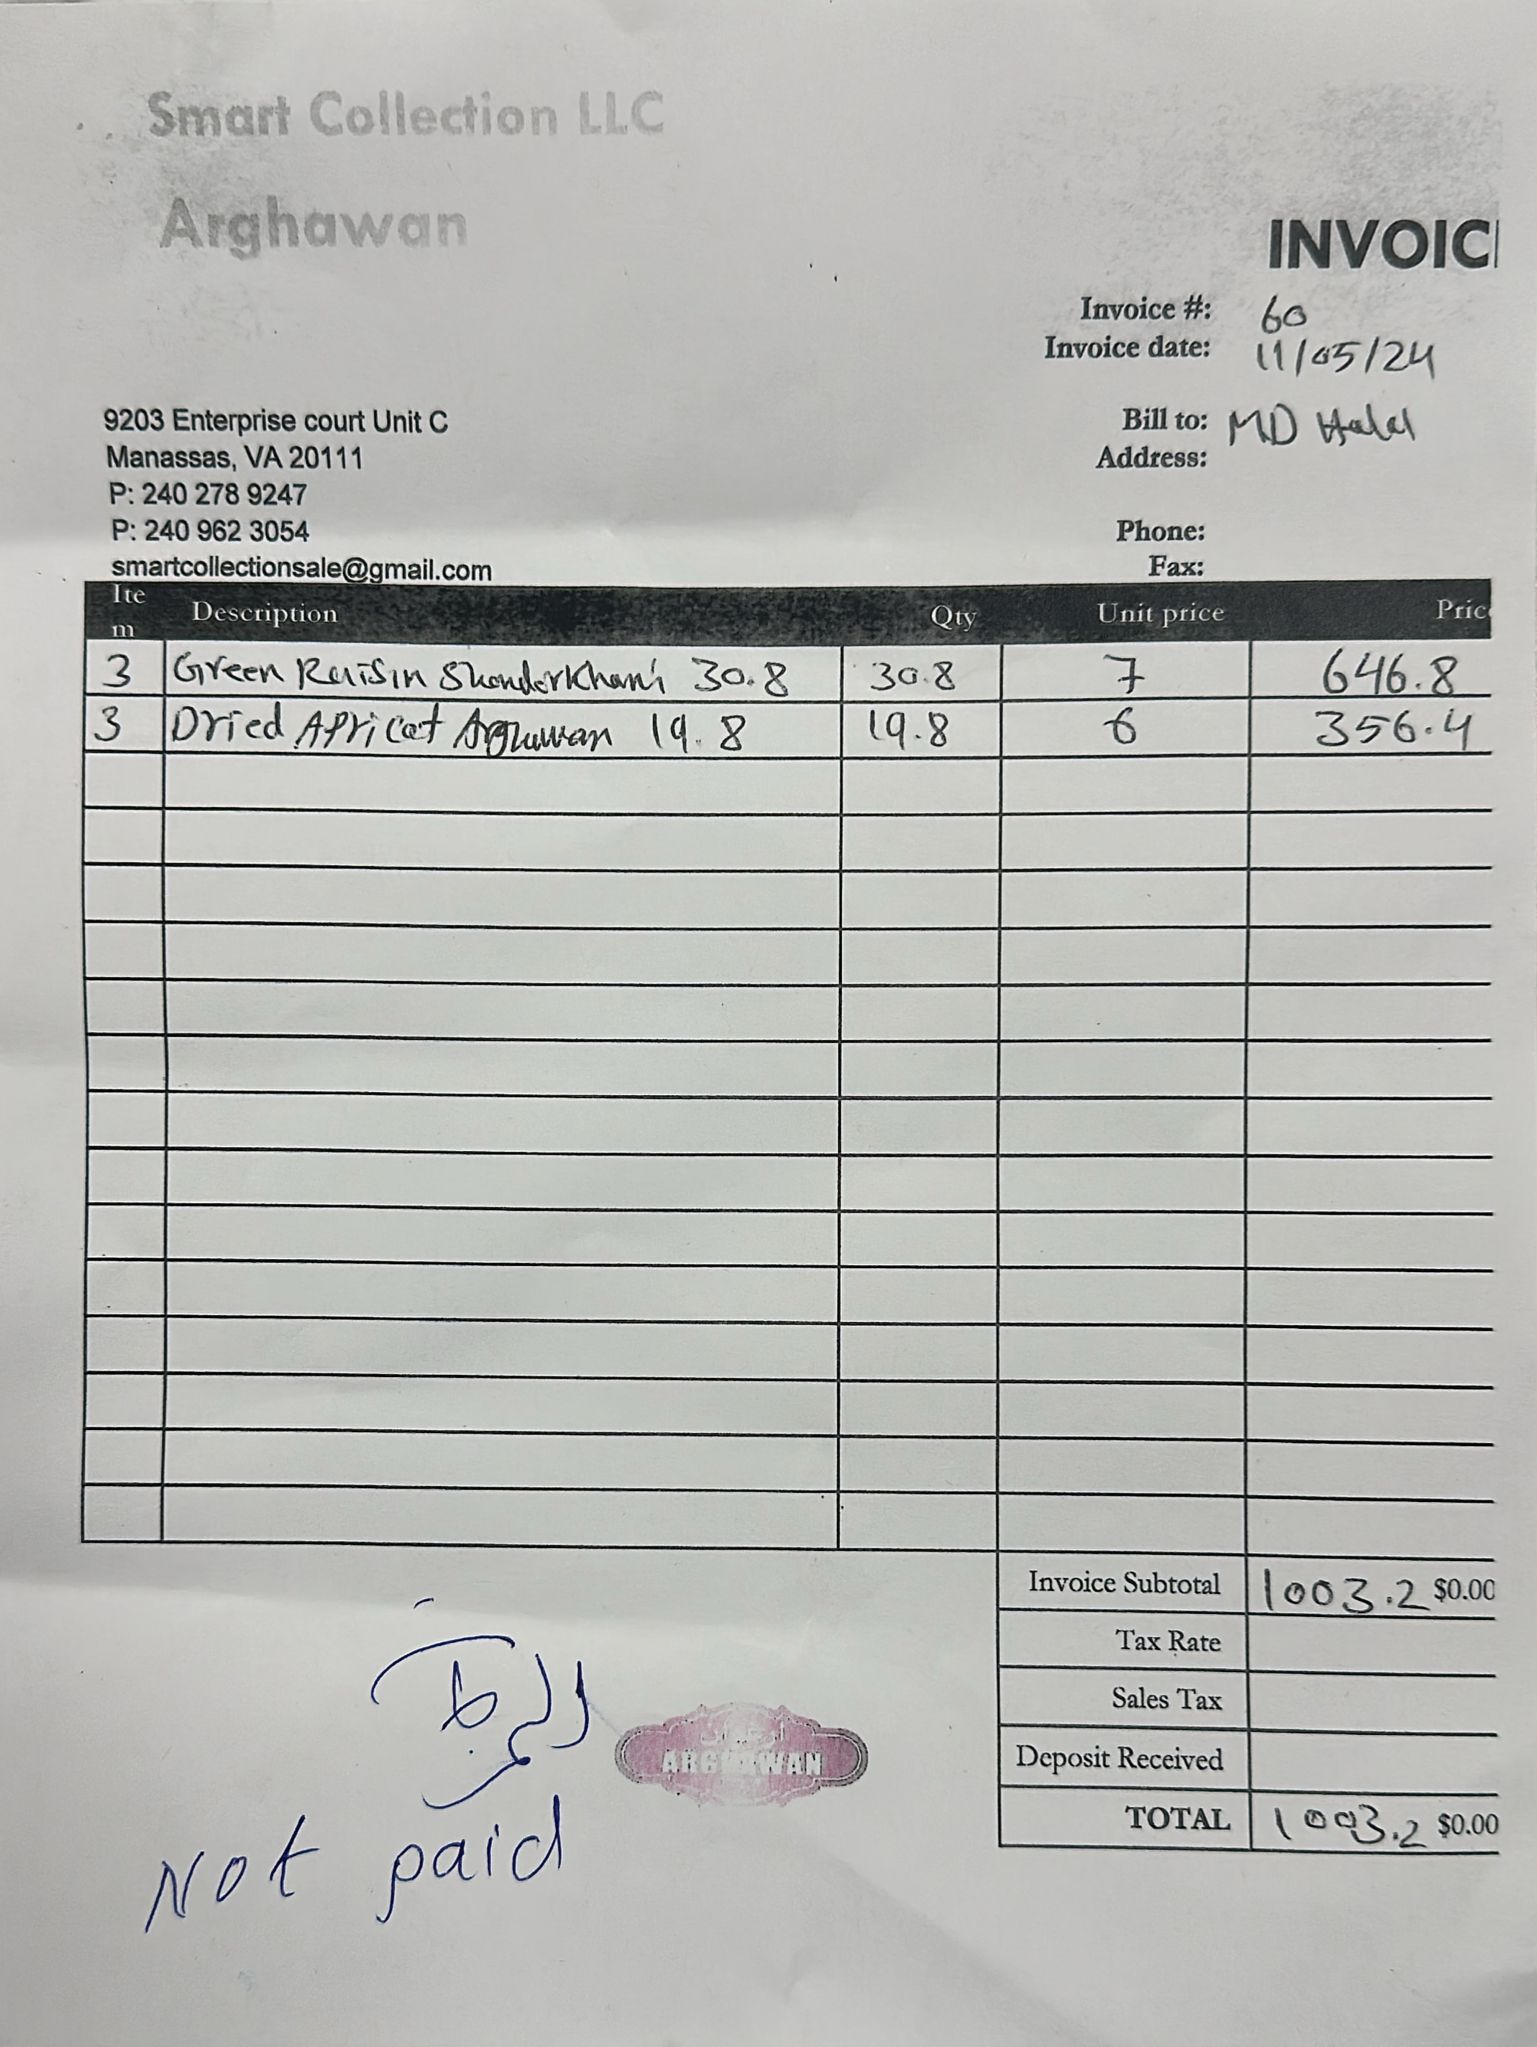 Smart Collection LLC
Arghawan
INVOIC
Invoice #: 60
Invoice date: 11/05/24
9203 Enterprise court Unit C
Manassas, VA 20111
P: 240 278 9247
P: 240 962 3054
smartcollectionsale@gmail.com
Bill to: MD Halal
Address:
Phone:
Fax:
Item Description Qty Unit price Pric
3 Green Raisin Shonderkhani 30.8 30.8 7 646.8
3 Dried Apricot Arghawan 19.8 19.8 6 356.4
Invoice Subtotal 1003.2 $0.00
Tax Rate
Sales Tax
Deposit Received
TOTAL 1003.2 $0.00
ARGHAWAN
Not paid